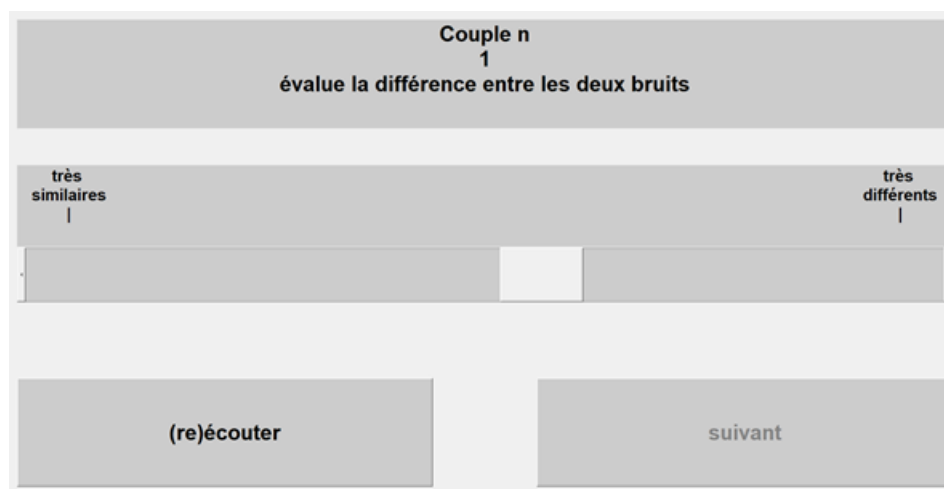 Couple n
1
évalue la différence entre les deux bruits
très
similaires
|
très
différents
|
(re)écouter
suivant